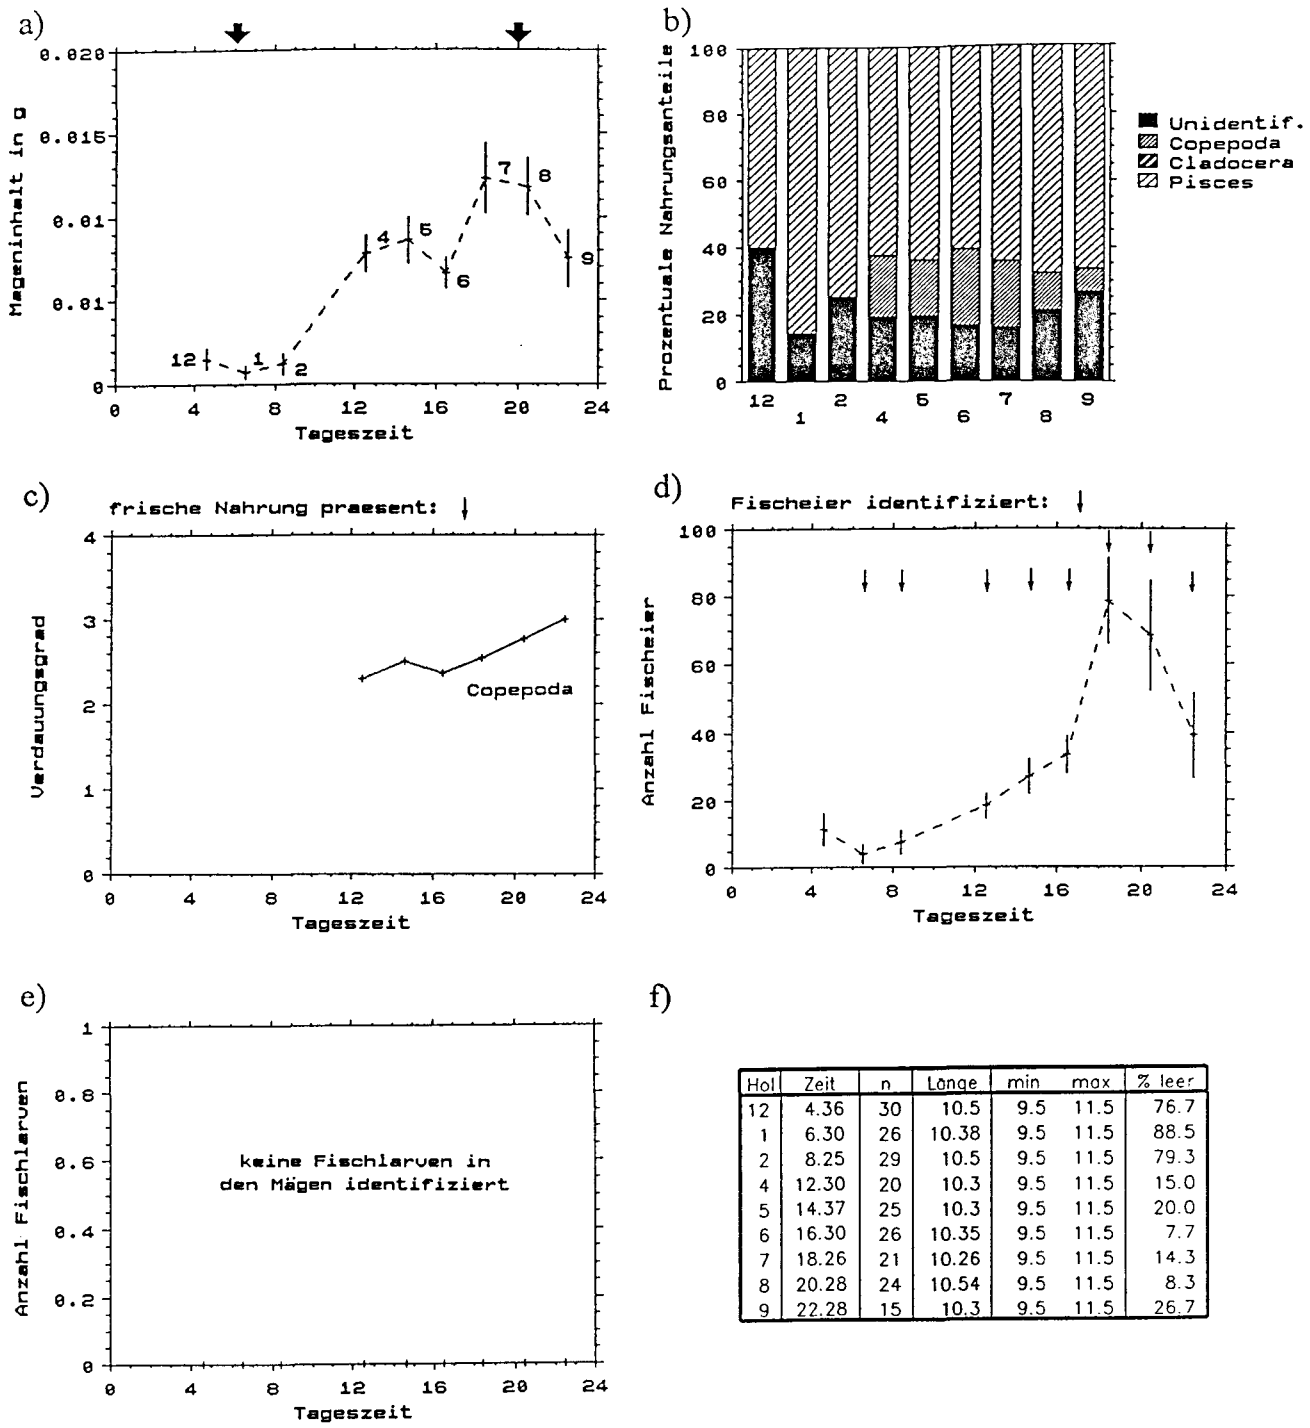 a)
0.020
0.015
0.01
0.01
0
Mageninhalt in g
12
1
2
4
5
6
7
8
9
0 4 8 12 16 20 24
Tageszeit
b)
100
80
60
40
20
0
Prozentuale Nahrungsanteile
12 1 2 4 5 6 7 8 9
Unidentif.
Copepoda
Cladocera
Pisces
c)
frische Nahrung praesent:
4
3
2
1
0
Verdauungsgrad
Copepoda
0 4 8 12 16 20 24
Tageszeit
d)
Fischeier identifiziert:
100
80
60
40
20
0
Anzahl Fischeier
0 4 8 12 16 20 24
Tageszeit
e)
1
0.8
0.6
0.4
0.2
0
Anzahl Fischlarven
keine Fischlarven in
den Mägen identifiziert
0 4 8 12 16 20 24
Tageszeit
f)
Hol Zeit n Länge min max % leer
12 4.36 30 10.5 9.5 11.5 76.7
1 6.30 26 10.38 9.5 11.5 88.5
2 8.25 29 10.5 9.5 11.5 79.3
4 12.30 20 10.3 9.5 11.5 15.0
5 14.37 25 10.3 9.5 11.5 20.0
6 16.30 26 10.35 9.5 11.5 7.7
7 18.26 21 10.26 9.5 11.5 14.3
8 20.28 24 10.54 9.5 11.5 8.3
9 22.28 15 10.3 9.5 11.5 26.7